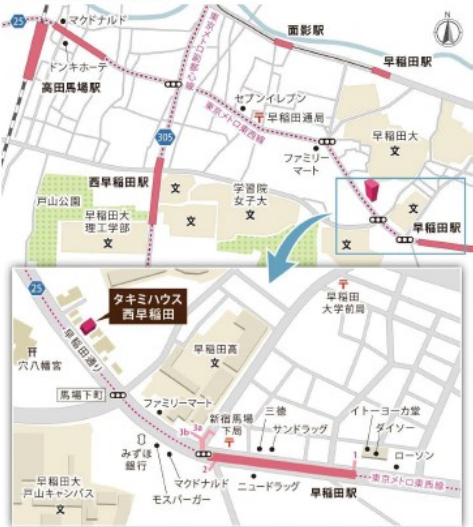 25
マクドナルド
面影駅
早稲田駅
N
ドンキホーテ
高田馬場駅
東京メトロ副都心線
セブンイレブン
早稲田通局
東京メトロ東西線
ファミリー
マート
早稲田大
文
305
西早稲田駅
戸山公園
早稲田大
理工学部
文
文
文
学習院
女子大
文
文
文
早稲田駅
25
タキミハウス
西早稲田
早稲田通り
穴八幡宮
馬場下町
早稲田
大学前局
早稲田高
文
ファミリーマート
新宿馬場
下局
3a
3b
2
三徳
サンドラッグ
イトーヨーカ堂
ダイソー
ローソン
1
みずほ
銀行
マクドナルド
モスバーガー
ニュードラッグ
早稲田駅
東京メトロ東西線
早稲田大
戸山キャンパス
文